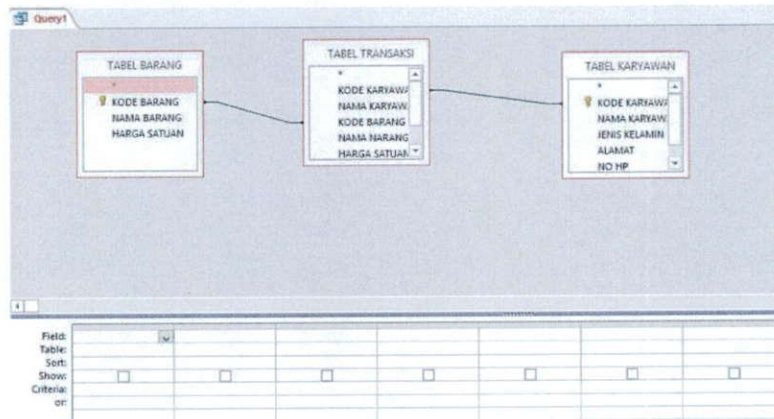 Query1
TABEL BARANG
*
KODE BARANG
NAMA BARANG
HARGA SATUAN
TABEL TRANSAKSI
*
KODE KARYAWA
NAMA KARYAW
KODE BARANG
NAMA NARANG
HARGA SATUAN
TABEL KARYAWAN
*
KODE KARYAWA
NAMA KARYAWA
JENIS KELAMIN
ALAMAT
NO HP
Field:
Table:
Sort:
Show:
Criteria:
or: